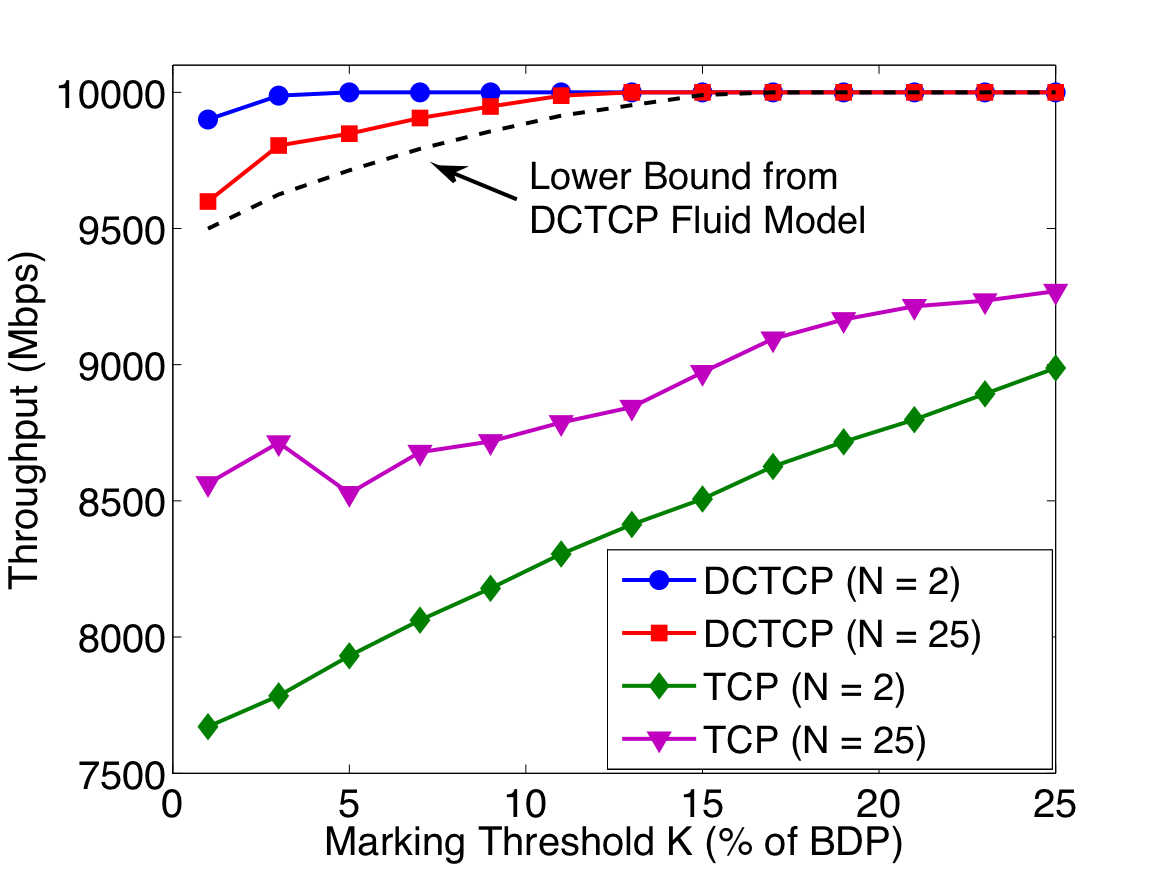 10000
9500
9000
8500
8000
7500
Throughput (Mbps)
Lower Bound from
DCTCP Fluid Model
DCTCP (N = 2)
DCTCP (N = 25)
TCP (N = 2)
TCP (N = 25)
0 5 10 15 20 25
Marking Threshold K (% of BDP)